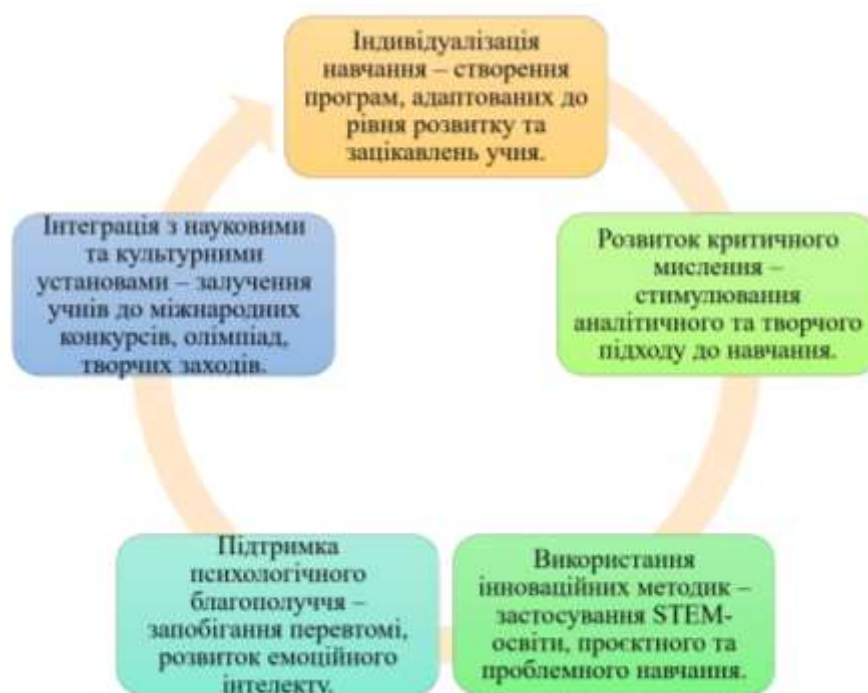 Індивідуалізація
навчання – створення
програм, адаптованих до
рівня розвитку та
зацікавлень учня.
Розвиток критичного
мислення –
стимулювання
аналітичного та творчого
підходу до навчання.
Використання
інноваційних методик –
застосування STEM-
освіти, проєктного та
проблемного навчання.
Підтримка
психологічного
благополуччя –
запобігання перевтомі,
розвиток емоційного
інтелекту.
Інтеграція з науковими
та культурними
установами – залучення
учнів до міжнародних
конкурсів, олімпіад,
творчих заходів.